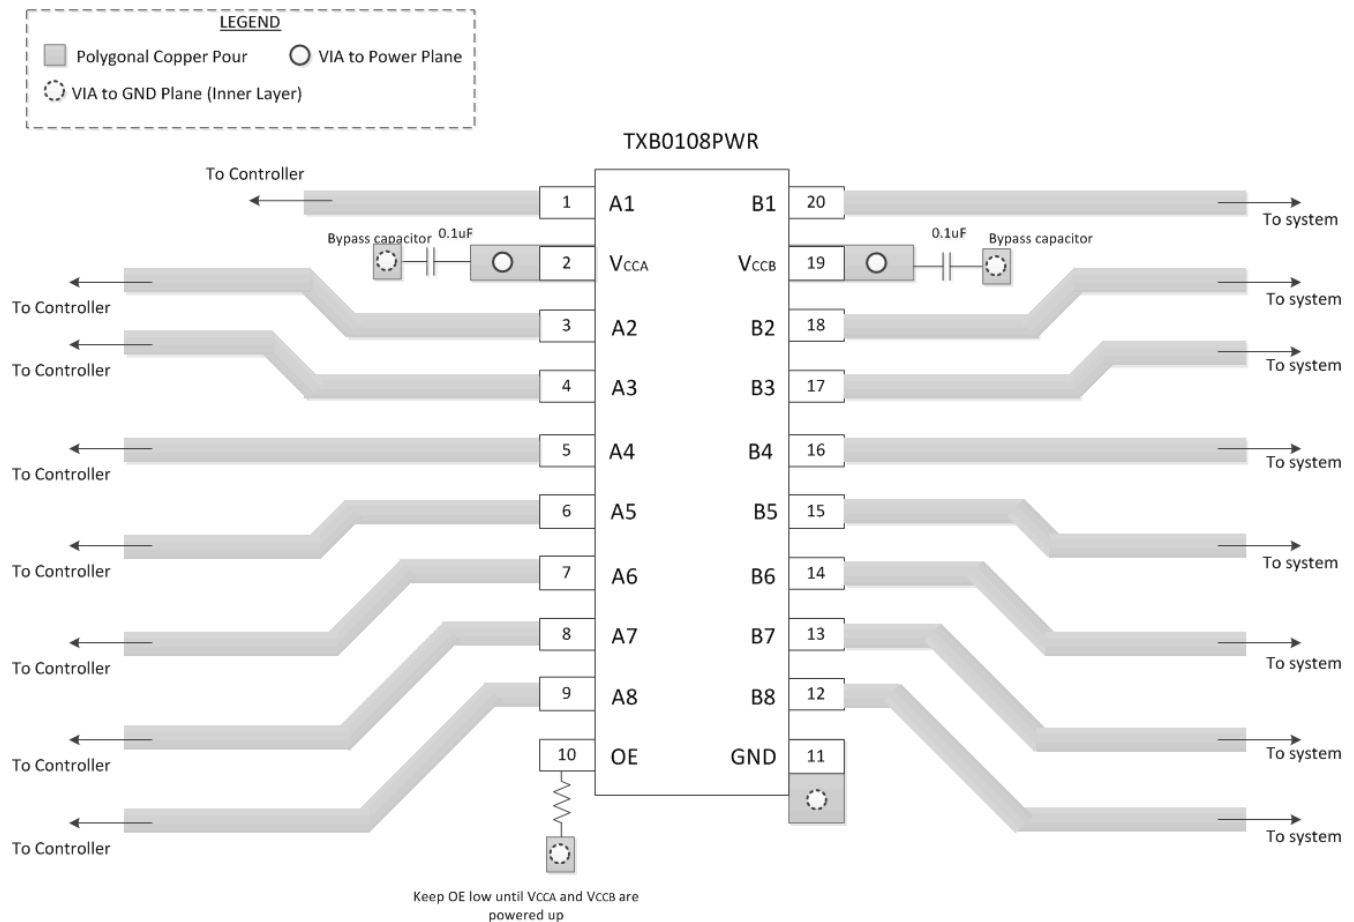 LEGEND
Polygonal Copper Pour
VIA to Power Plane
VIA to GND Plane (Inner Layer)
TXB0108PWR
To Controller
1 A1 B1 20
To system
Bypass capacitor 0.1uF
0.1uF Bypass capacitor
2 VCCA VCCB 19
To Controller
To system
3 A2 B2 18
To Controller
To system
4 A3 B3 17
5 A4 B4 16
To Controller
To system
6 A5 B5 15
To Controller
To system
7 A6 B6 14
8 A7 B7 13
To Controller
To system
9 A8 B8 12
10 OE GND 11
To Controller
To system
To Controller
To system
Keep OE low until VCCA and VCCB are
powered up